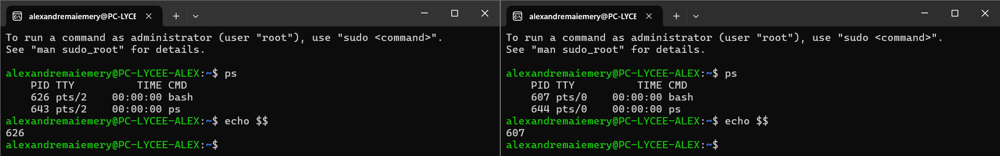 alexandremaiemery@PC-LYCE
To run a command as administrator (user "root"), use "sudo <command>".
See "man sudo_root" for details.
alexandremaiemery@PC-LYCEE-ALEX:~$ ps
    PID TTY          TIME CMD
    626 pts/2    00:00:00 bash
    643 pts/2    00:00:00 ps
alexandremaiemery@PC-LYCEE-ALEX:~$ echo $$
626
alexandremaiemery@PC-LYCEE-ALEX:~$
alexandremaiemery@PC-LYCE
To run a command as administrator (user "root"), use "sudo <command>".
See "man sudo_root" for details.
alexandremaiemery@PC-LYCEE-ALEX:~$ ps
    PID TTY          TIME CMD
    607 pts/0    00:00:00 bash
    644 pts/0    00:00:00 ps
alexandremaiemery@PC-LYCEE-ALEX:~$ echo $$
607
alexandremaiemery@PC-LYCEE-ALEX:~$